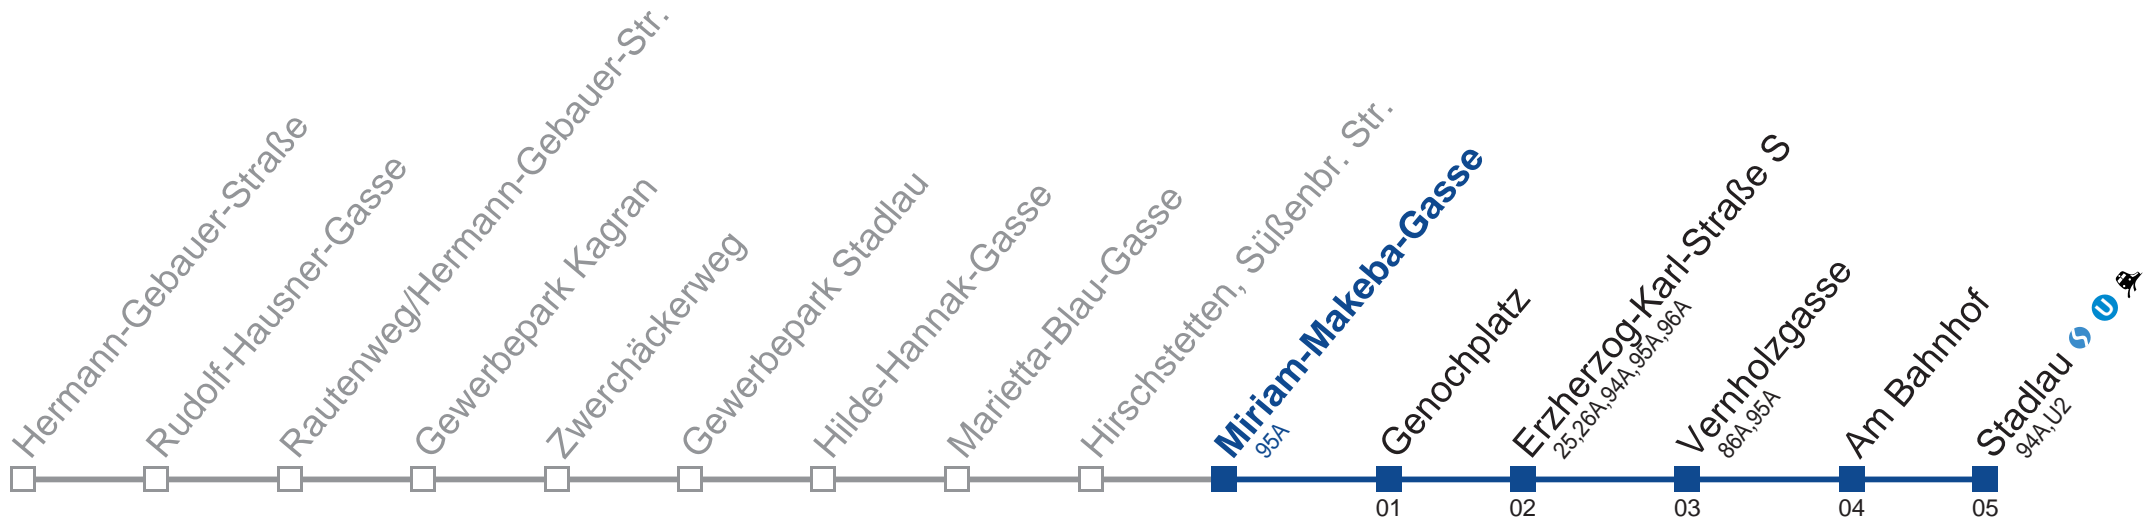 Hermann-Gebauer-Straße
Rudolf-Hausner-Gasse
Rautenweg/Hermann-Gebauer-Str.
Gewerbepark Kagran
Zwerchäckerweg
Gewerbepark Stadlau
Hilde-Hannak-Gasse
Marietta-Blau-Gasse
Hirschstetten, Süßenbr. Str.
Miriam-Makeba-Gasse
95A
Genochplatz
Erzherzog-Karl-Straße S
25,26A,94A,95A,96A
Vernholzgasse
86A,95A
Am Bahnhof
Stadlau S U
94A,U2
01
02
03
04
05